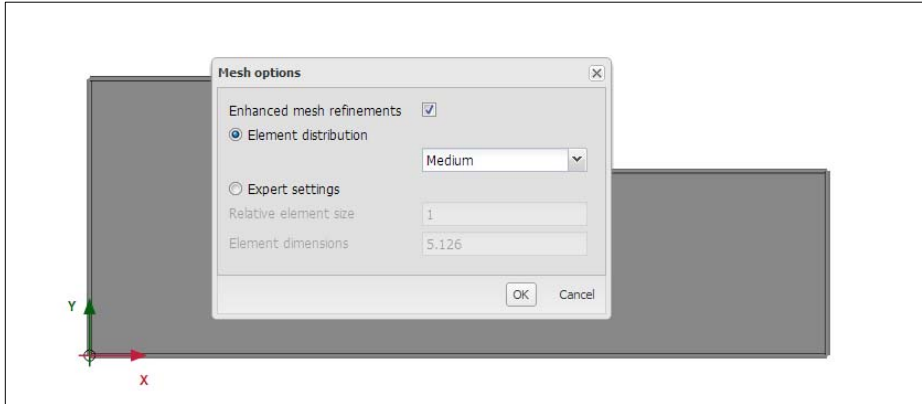 Mesh options
Enhanced mesh refinements
Element distribution
Medium
Expert settings
Relative element size 1
Element dimensions 5.126
OK Cancel
Y
X